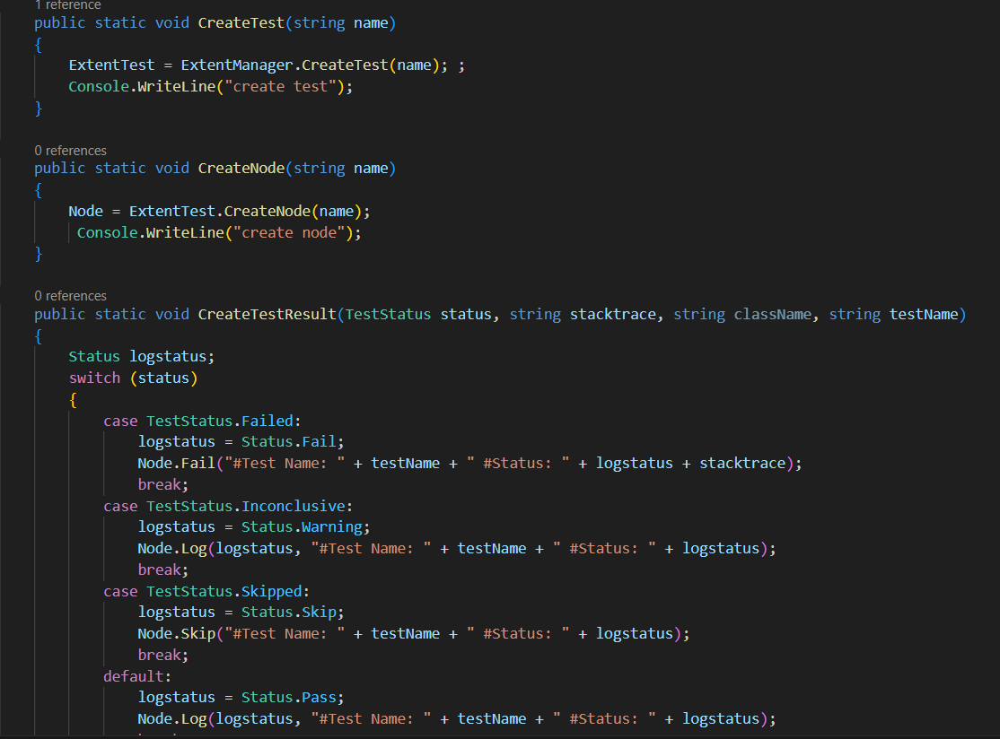 1 reference
public static void CreateTest(string name)
{
ExtentTest = ExtentManager.CreateTest(name); ;
Console.WriteLine("create test");
}
0 references
public static void CreateNode(string name)
{
Node = ExtentTest.CreateNode(name);
Console.WriteLine("create node");
}
0 references
public static void CreateTestResult(TestStatus status, string stacktrace, string className, string testName)
{
Status logstatus;
switch (status)
{
case TestStatus.Failed:
logstatus = Status.Fail;
Node.Fail("#Test Name: " + testName + " #Status: " + logstatus + stacktrace);
break;
case TestStatus.Inconclusive:
logstatus = Status.Warning;
Node.Log(logstatus, "#Test Name: " + testName + " #Status: " + logstatus);
break;
case TestStatus.Skipped:
logstatus = Status.Skip;
Node.Skip("#Test Name: " + testName + " #Status: " + logstatus);
break;
default:
logstatus = Status.Pass;
Node.Log(logstatus, "#Test Name: " + testName + " #Status: " + logstatus);